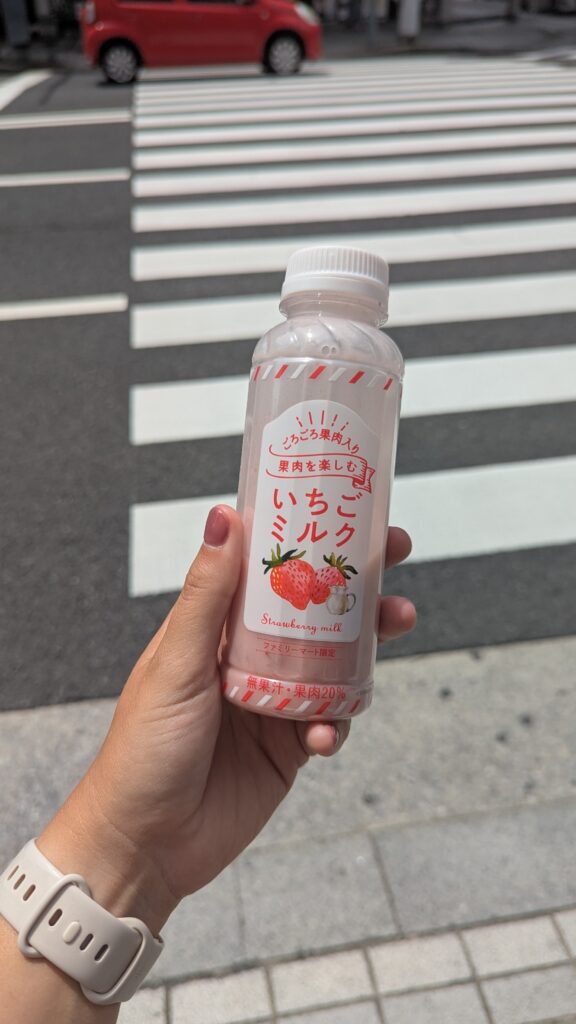 ごろごろ果肉入り
果肉を楽しむ
いちご
ミルク
Strawberry milk
ファミリーマート限定
無果汁・果肉20%